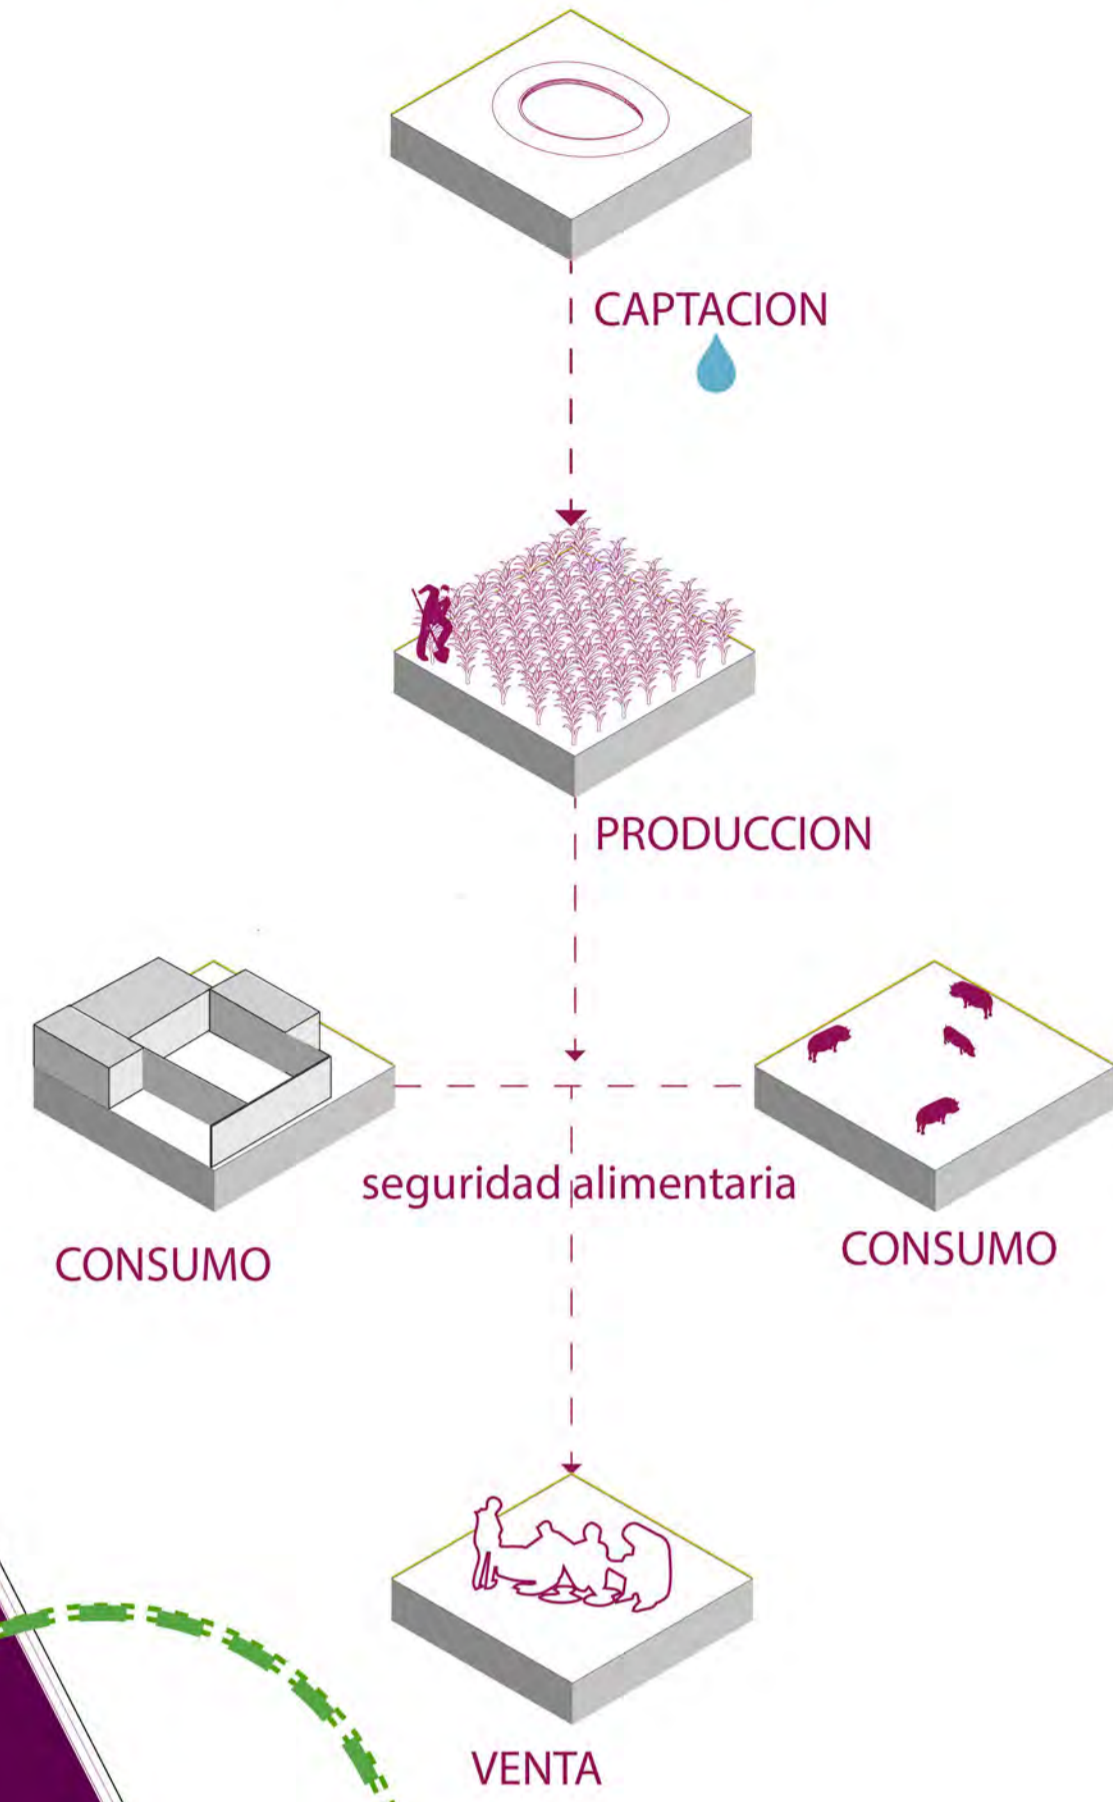 CAPTACION
PRODUCCION
seguridad alimentaria
CONSUMO
CONSUMO
VENTA